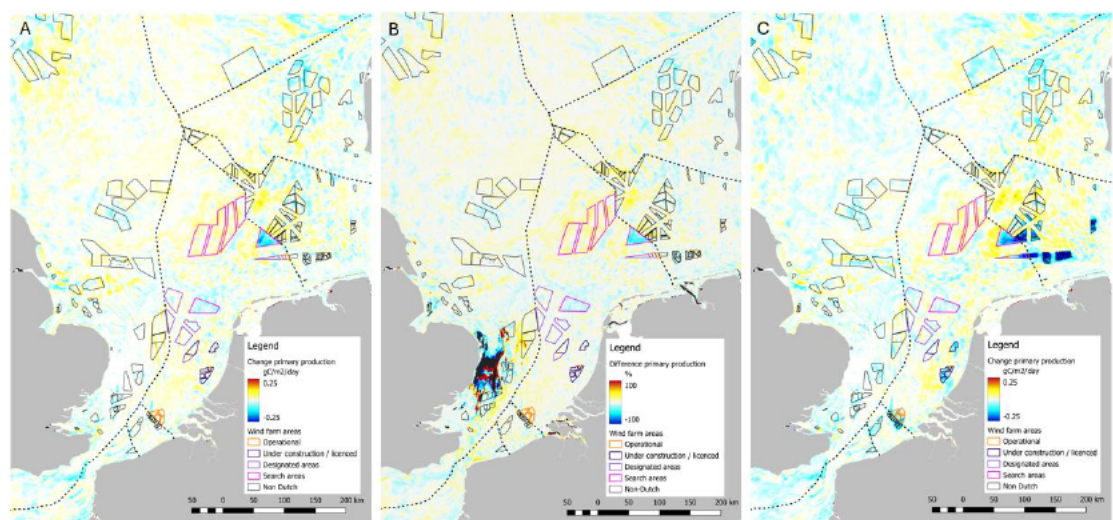 A
Legend
Change primary production
gC/m2/day
0.25
-0.25
Wind farm areas
Operational
Under construction / licenced
Designated areas
Search areas
Non Dutch
50 0 50 100 150 200 km
B
Legend
Difference primary production
%
100
-100
Wind farm areas
Operational
Under construction / licenced
Designated areas
Search areas
Non-Dutch
50 0 50 100 150 200 km
C
Legend
Change primary production
gC/m2/day
0.25
-0.25
Wind farm areas
Operational
Under construction / licenced
Designated areas
Search areas
Non Dutch
50 0 50 100 150 200 km